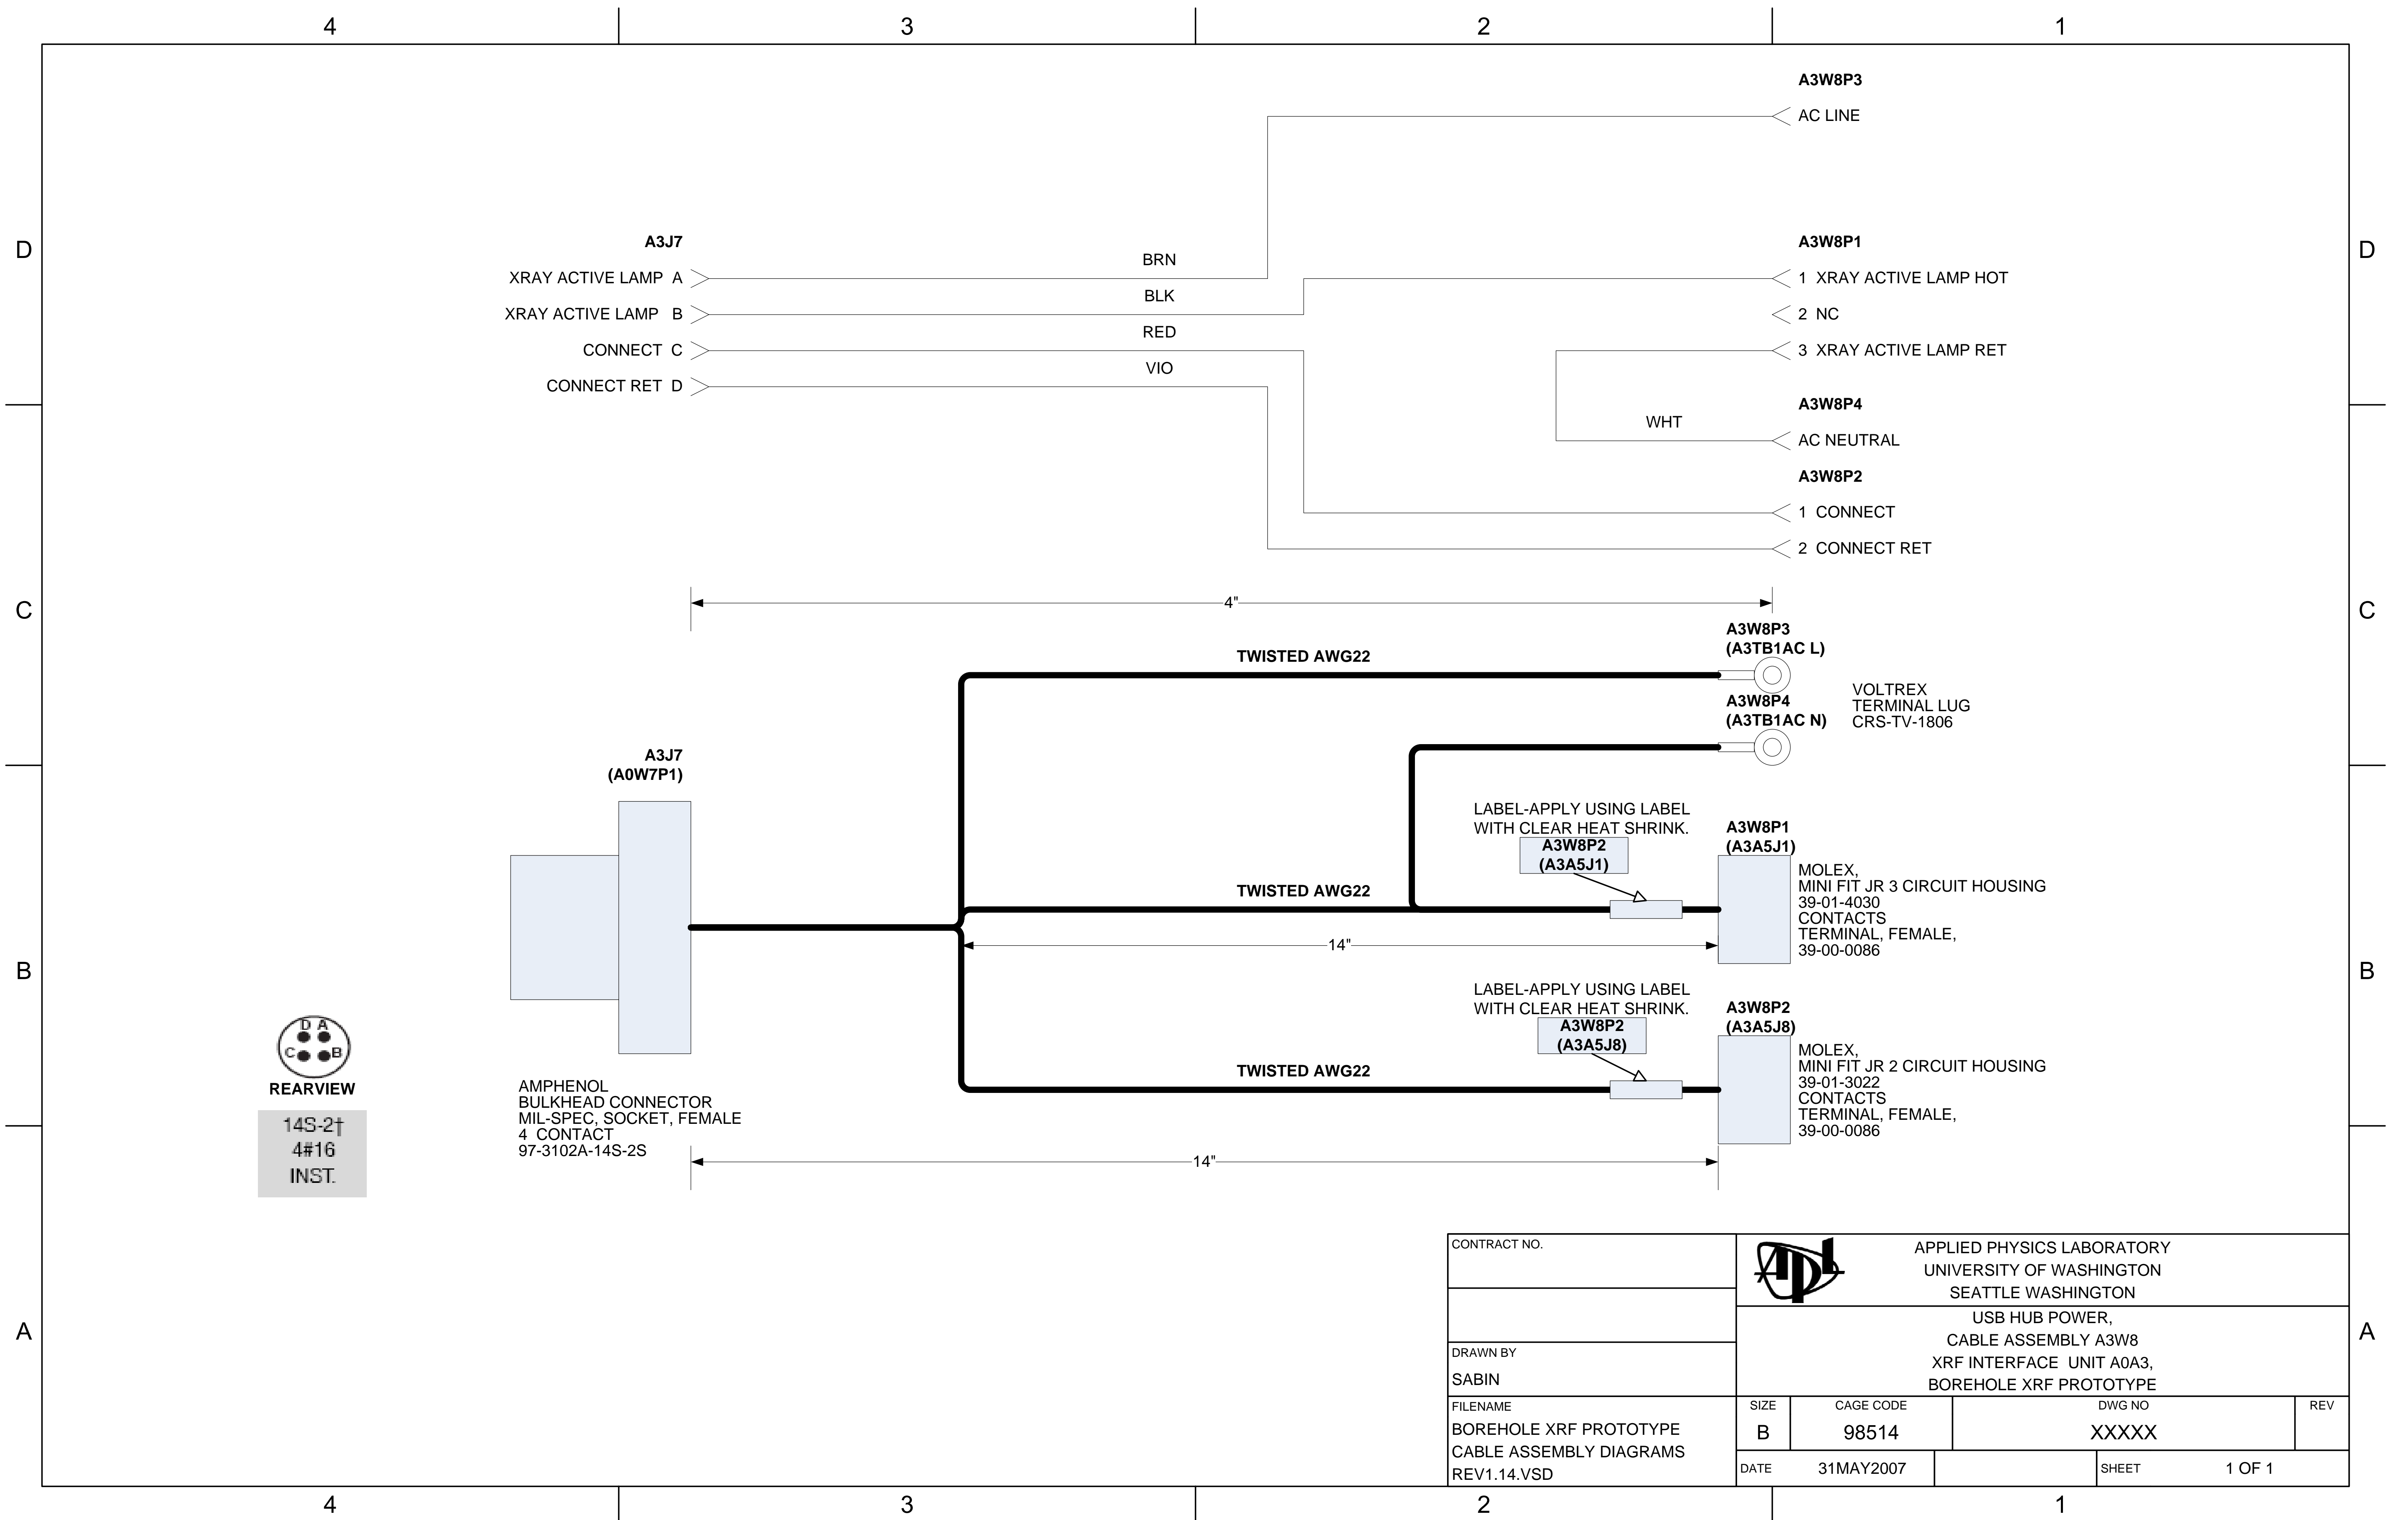 4 3 2 1
A3W8P3
AC LINE
D
D
A3J7
XRAY ACTIVE LAMP A
XRAY ACTIVE LAMP B
CONNECT C
CONNECT RET D
BRN
BLK
RED
VIO
A3W8P1
1 XRAY ACTIVE LAMP HOT
2 NC
3 XRAY ACTIVE LAMP RET
A3W8P4
WHT
AC NEUTRAL
A3W8P2
1 CONNECT
2 CONNECT RET
C
C
4"
TWISTED AWG22
A3W8P3
(A3TB1AC L)
A3W8P4
(A3TB1AC N)
VOLTREX
TERMINAL LUG
CRS-TV-1806
A3J7
(A0W7P1)
LABEL-APPLY USING LABEL
WITH CLEAR HEAT SHRINK.
A3W8P2
(A3A5J1)
TWISTED AWG22
A3W8P1
(A3A5J1)
MOLEX,
MINI FIT JR 3 CIRCUIT HOUSING
39-01-4030
CONTACTS
TERMINAL, FEMALE,
39-00-0086
14"
B
B
LABEL-APPLY USING LABEL
WITH CLEAR HEAT SHRINK.
A3W8P2
(A3A5J8)
TWISTED AWG22
A3W8P2
(A3A5J8)
MOLEX,
MINI FIT JR 2 CIRCUIT HOUSING
39-01-3022
CONTACTS
TERMINAL, FEMALE,
39-00-0086
D A
C B
REARVIEW
14S-2†
4#16
INST.
AMPHENOL
BULKHEAD CONNECTOR
MIL-SPEC, SOCKET, FEMALE
4 CONTACT
97-3102A-14S-2S
14"
A
A
CONTRACT NO.
DRAWN BY
SABIN
FILENAME
BOREHOLE XRF PROTOTYPE
CABLE ASSEMBLY DIAGRAMS
REV1.14.VSD
APL
APPLIED PHYSICS LABORATORY
UNIVERSITY OF WASHINGTON
SEATTLE WASHINGTON
USB HUB POWER,
CABLE ASSEMBLY A3W8
XRF INTERFACE UNIT A0A3,
BOREHOLE XRF PROTOTYPE
SIZE
B
CAGE CODE
98514
DWG NO
XXXXX
REV
DATE 31MAY2007
SHEET 1 OF 1
4 3 2 1